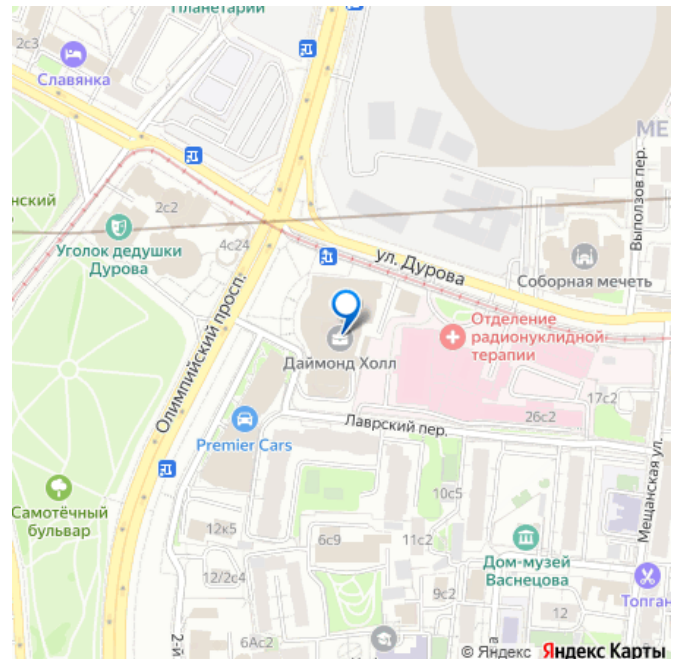 Планетарий
2с3
Славянка
МЕ
Выползов пер.
нский
2с2
Уголок дедушки
Дурова
4с24
ул. Дурова
Соборная мечеть
Олимпийский просп.
Отделение
радионуклидной
терапии
Даймонд Холл
17с2
26с2
Лаврский пер.
Premier Cars
Мещанская ул.
Самотёчный
бульвар
10с5
12к5
6с9
11с2
Дом-музей
Васнецова
12/2с4
9с2
Топган
12
2-й
6Ас2
© Яндекс Яндекс Карты